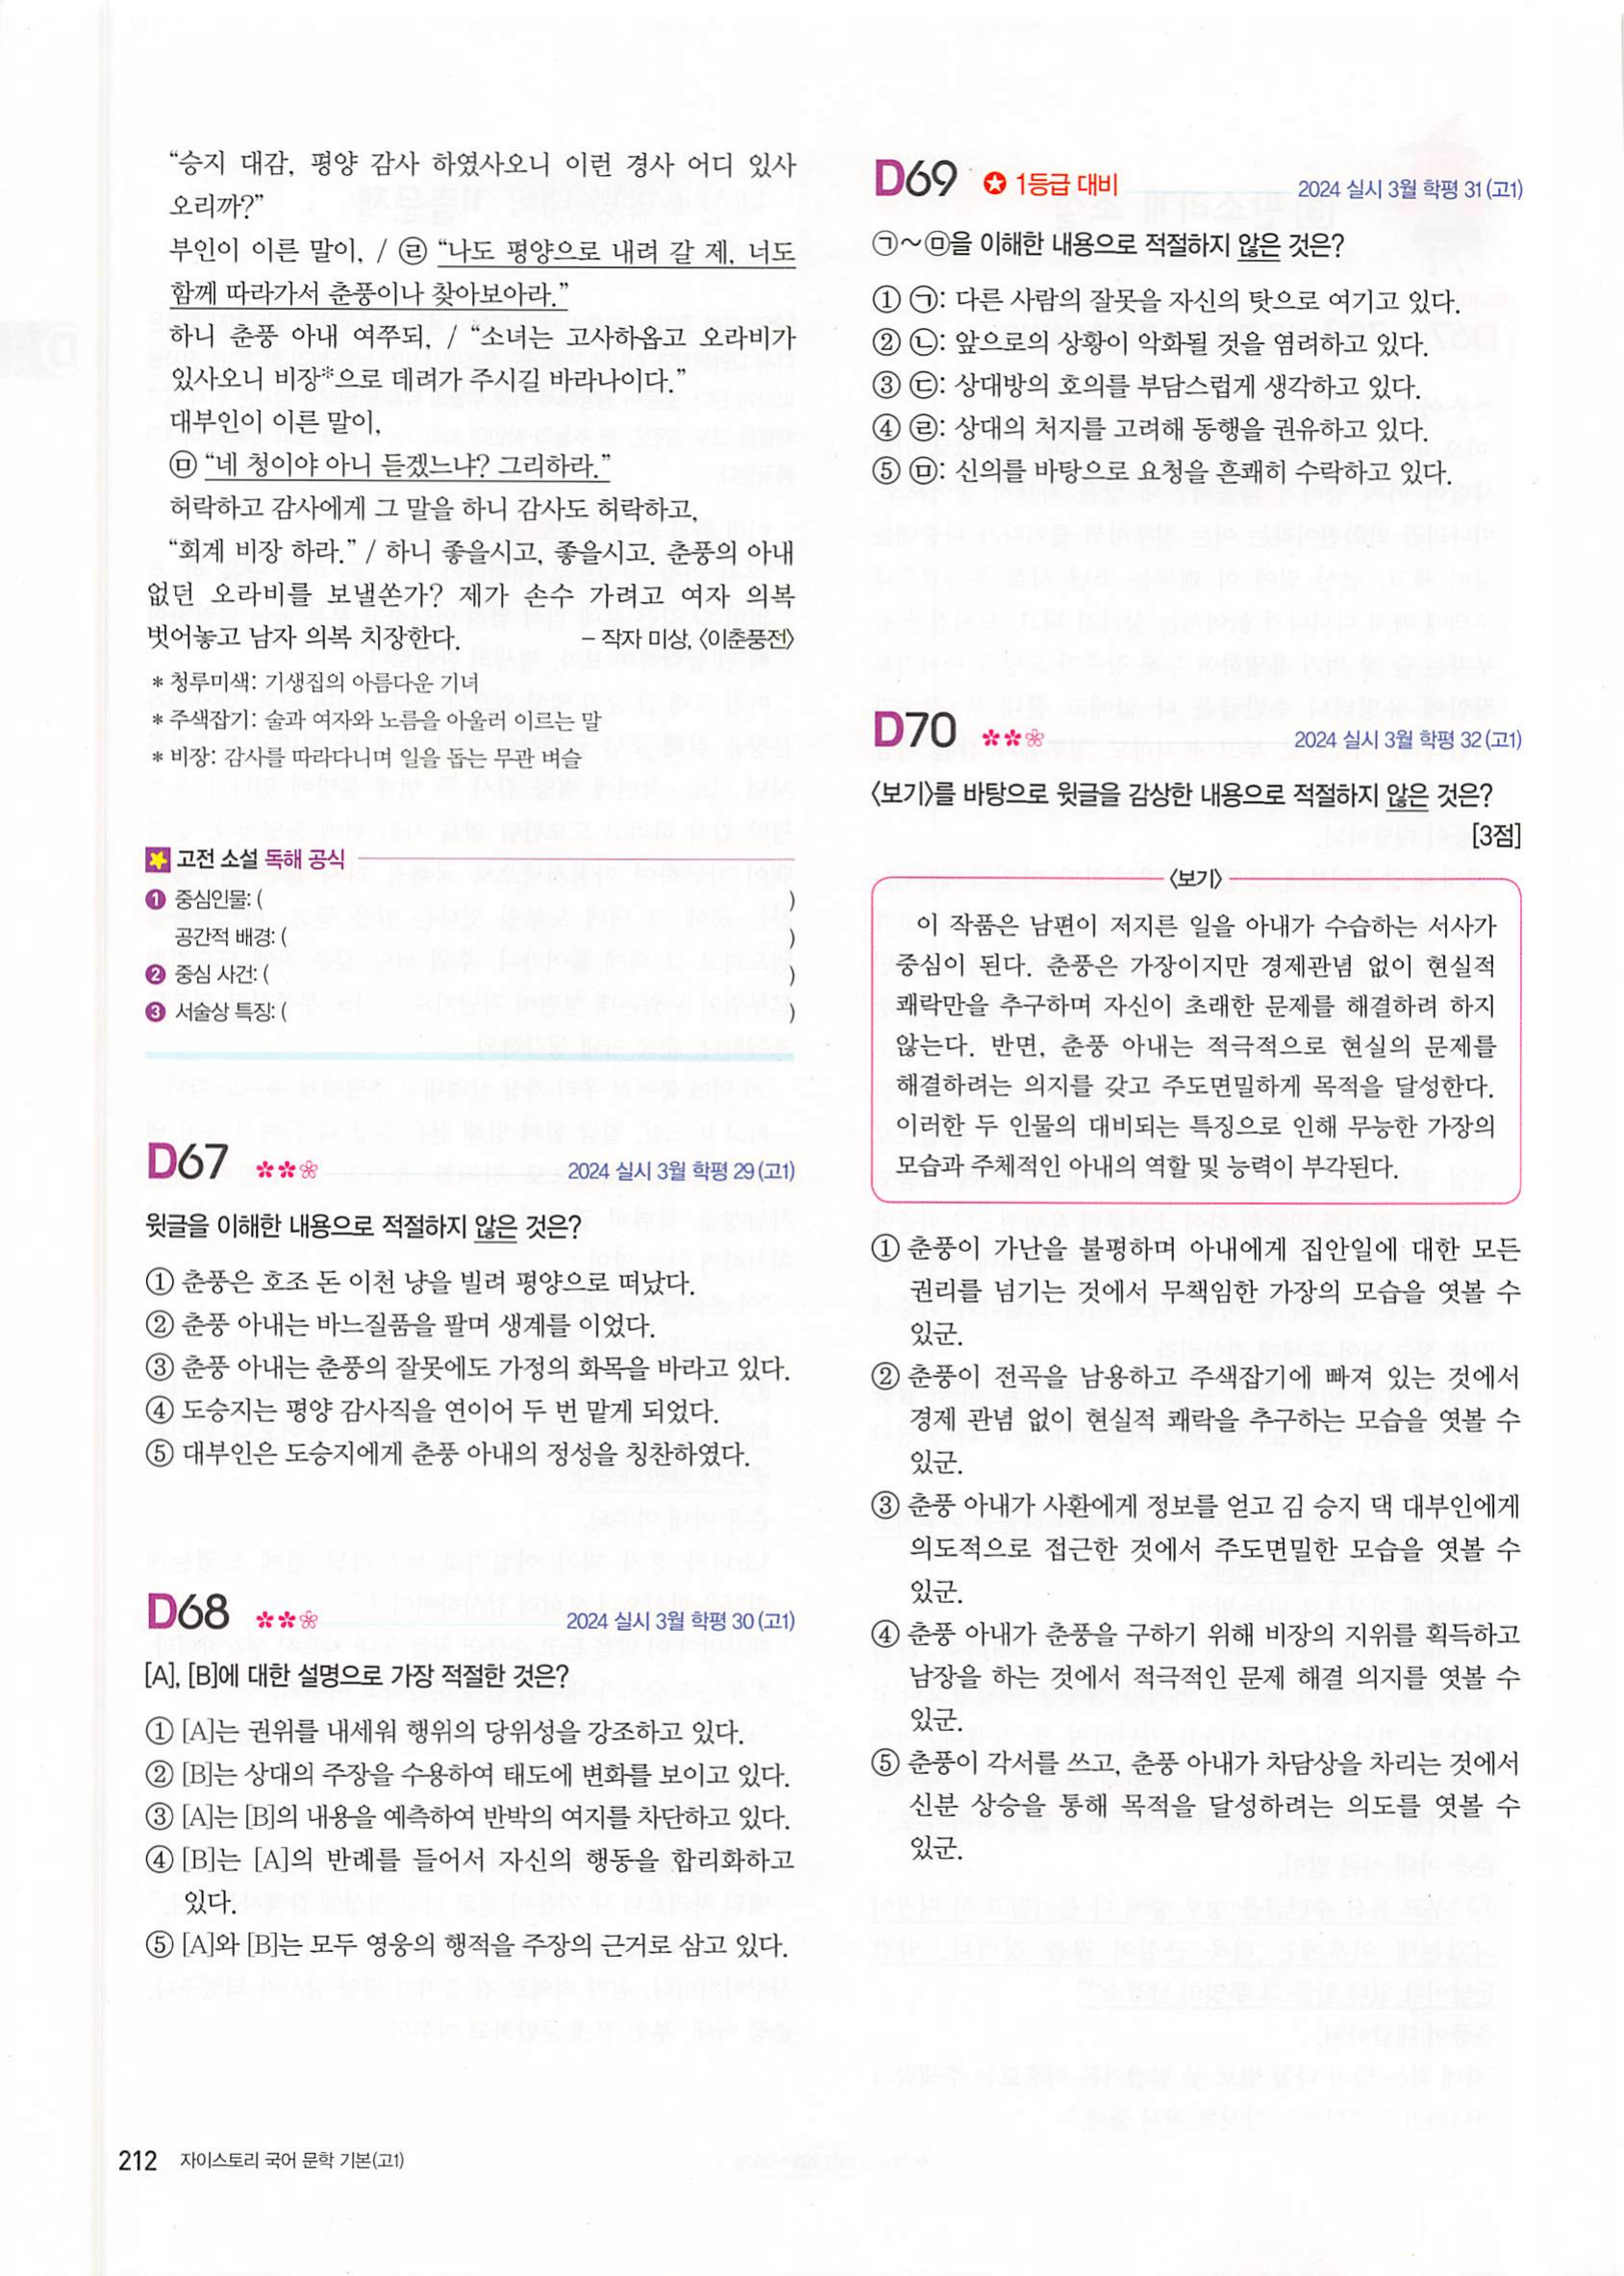 “승지 대감, 평양 감사 하였사오니 이런 경사 어디 있사
오리까?”
부인이 이른 말이, / ㉣ “나도 평양으로 내려 갈 제, 너도
함께 따라가서 춘풍이나 찾아보아라.”
하니 춘풍 아내 여쭈되, / “소녀는 고사하옵고 오라비가
있사오니 비장*으로 데려가 주시길 바라나이다.”
대부인이 이른 말이,
㉤ “네 청이야 아니 듣겠느냐? 그리하라.”
허락하고 감사에게 그 말을 하니 감사도 허락하고,
“회계 비장 하라.” / 하니 좋을시고, 좋을시고. 춘풍의 아내
없던 오라비를 보낼쏜가? 제가 손수 가려고 여자 의복
벗어놓고 남자 의복 치장한다.
– 작자 미상, 〈이춘풍전〉
* 청루미색: 기생집의 아름다운 기녀
* 주색잡기: 술과 여자와 노름을 아울러 이르는 말
* 비장: 감사를 따라다니며 일을 돕는 무관 벼슬
고전 소설 독해 공식
❶ 중심인물: ( )
공간적 배경: ( )
❷ 중심 사건: ( )
❸ 서술상 특징: ( )
D67
2024 실시 3월 학평 29(고1)
윗글을 이해한 내용으로 적절하지 않은 것은?
① 춘풍은 호조 돈 이천 냥을 빌려 평양으로 떠났다.
② 춘풍 아내는 바느질품을 팔며 생계를 이었다.
③ 춘풍 아내는 춘풍의 잘못에도 가정의 화목을 바라고 있다.
④ 도승지는 평양 감사직을 연이어 두 번 맡게 되었다.
⑤ 대부인은 도승지에게 춘풍 아내의 정성을 칭찬하였다.
D68
2024 실시 3월 학평 30(고1)
[A], [B]에 대한 설명으로 가장 적절한 것은?
① [A]는 권위를 내세워 행위의 당위성을 강조하고 있다.
② [B]는 상대의 주장을 수용하여 태도에 변화를 보이고 있다.
③ [A]는 [B]의 내용을 예측하여 반박의 여지를 차단하고 있다.
④ [B]는 [A]의 반례를 들어서 자신의 행동을 합리화하고
있다.
⑤ [A]와 [B]는 모두 영웅의 행적을 주장의 근거로 삼고 있다.
D69 1등급 대비
2024 실시 3월 학평 31(고1)
㉠~㉤을 이해한 내용으로 적절하지 않은 것은?
① ㉠: 다른 사람의 잘못을 자신의 탓으로 여기고 있다.
② ㉡: 앞으로의 상황이 악화될 것을 염려하고 있다.
③ ㉢: 상대방의 호의를 부담스럽게 생각하고 있다.
④ ㉣: 상대의 처지를 고려해 동행을 권유하고 있다.
⑤ ㉤: 신의를 바탕으로 요청을 흔쾌히 수락하고 있다.
D70
2024 실시 3월 학평 32(고1)
〈보기〉를 바탕으로 윗글을 감상한 내용으로 적절하지 않은 것은?
[3점]
〈보기〉
이 작품은 남편이 저지른 일을 아내가 수습하는 서사가
중심이 된다. 춘풍은 가장이지만 경제관념 없이 현실적
쾌락만을 추구하며 자신이 초래한 문제를 해결하려 하지
않는다. 반면, 춘풍 아내는 적극적으로 현실의 문제를
해결하려는 의지를 갖고 주도면밀하게 목적을 달성한다.
이러한 두 인물의 대비되는 특징으로 인해 무능한 가장의
모습과 주체적인 아내의 역할 및 능력이 부각된다.
① 춘풍이 가난을 불평하며 아내에게 집안일에 대한 모든
권리를 넘기는 것에서 무책임한 가장의 모습을 엿볼 수
있군.
② 춘풍이 전곡을 남용하고 주색잡기에 빠져 있는 것에서
경제 관념 없이 현실적 쾌락을 추구하는 모습을 엿볼 수
있군.
③ 춘풍 아내가 사환에게 정보를 얻고 김 승지 댁 대부인에게
의도적으로 접근한 것에서 주도면밀한 모습을 엿볼 수
있군.
④ 춘풍 아내가 춘풍을 구하기 위해 비장의 지위를 획득하고
남장을 하는 것에서 적극적인 문제 해결 의지를 엿볼 수
있군.
⑤ 춘풍이 각서를 쓰고, 춘풍 아내가 차담상을 차리는 것에서
신분 상승을 통해 목적을 달성하려는 의도를 엿볼 수
있군.
212 자이스토리 국어 문학 기본(고1)